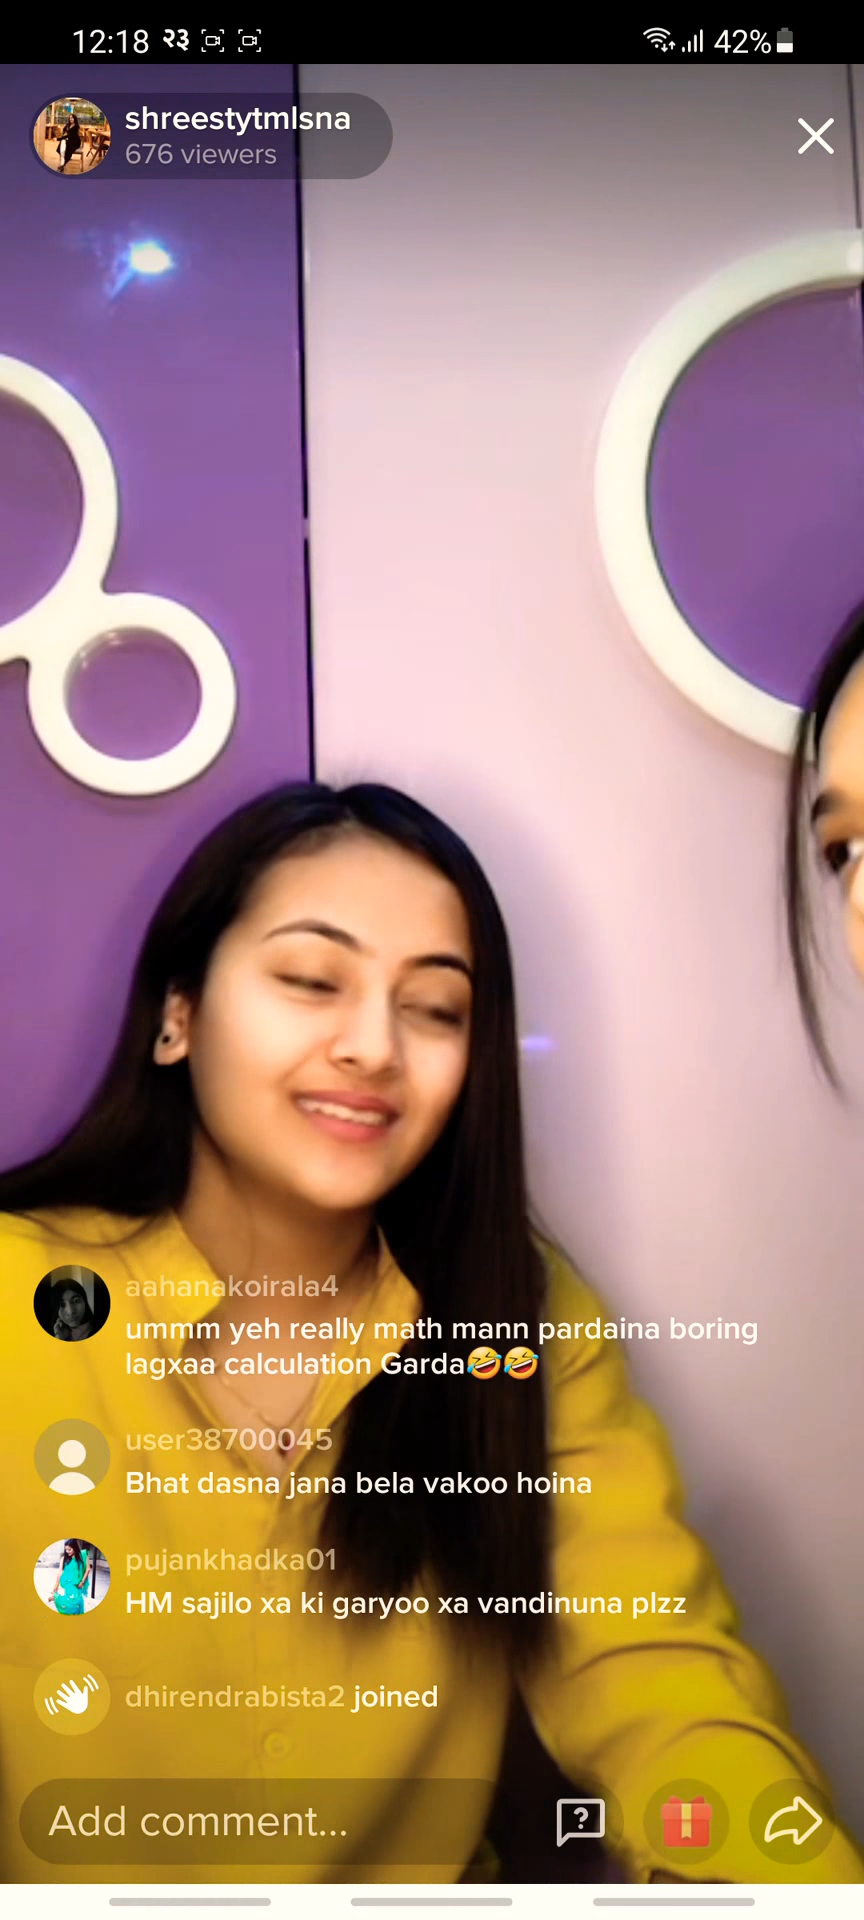 12:18 २३ 42%
shreestytmlsna
676 viewers
aahanakoirala4
ummm yeh really math mann pardaina boring
lagxaa calculation Garda🤣🤣
user38700045
Bhat dasna jana bela vakoo hoina
pujankhadka01
HM sajilo xa ki garyoo xa vandinuna plzz
dhirendrabista2 joined
Add comment...